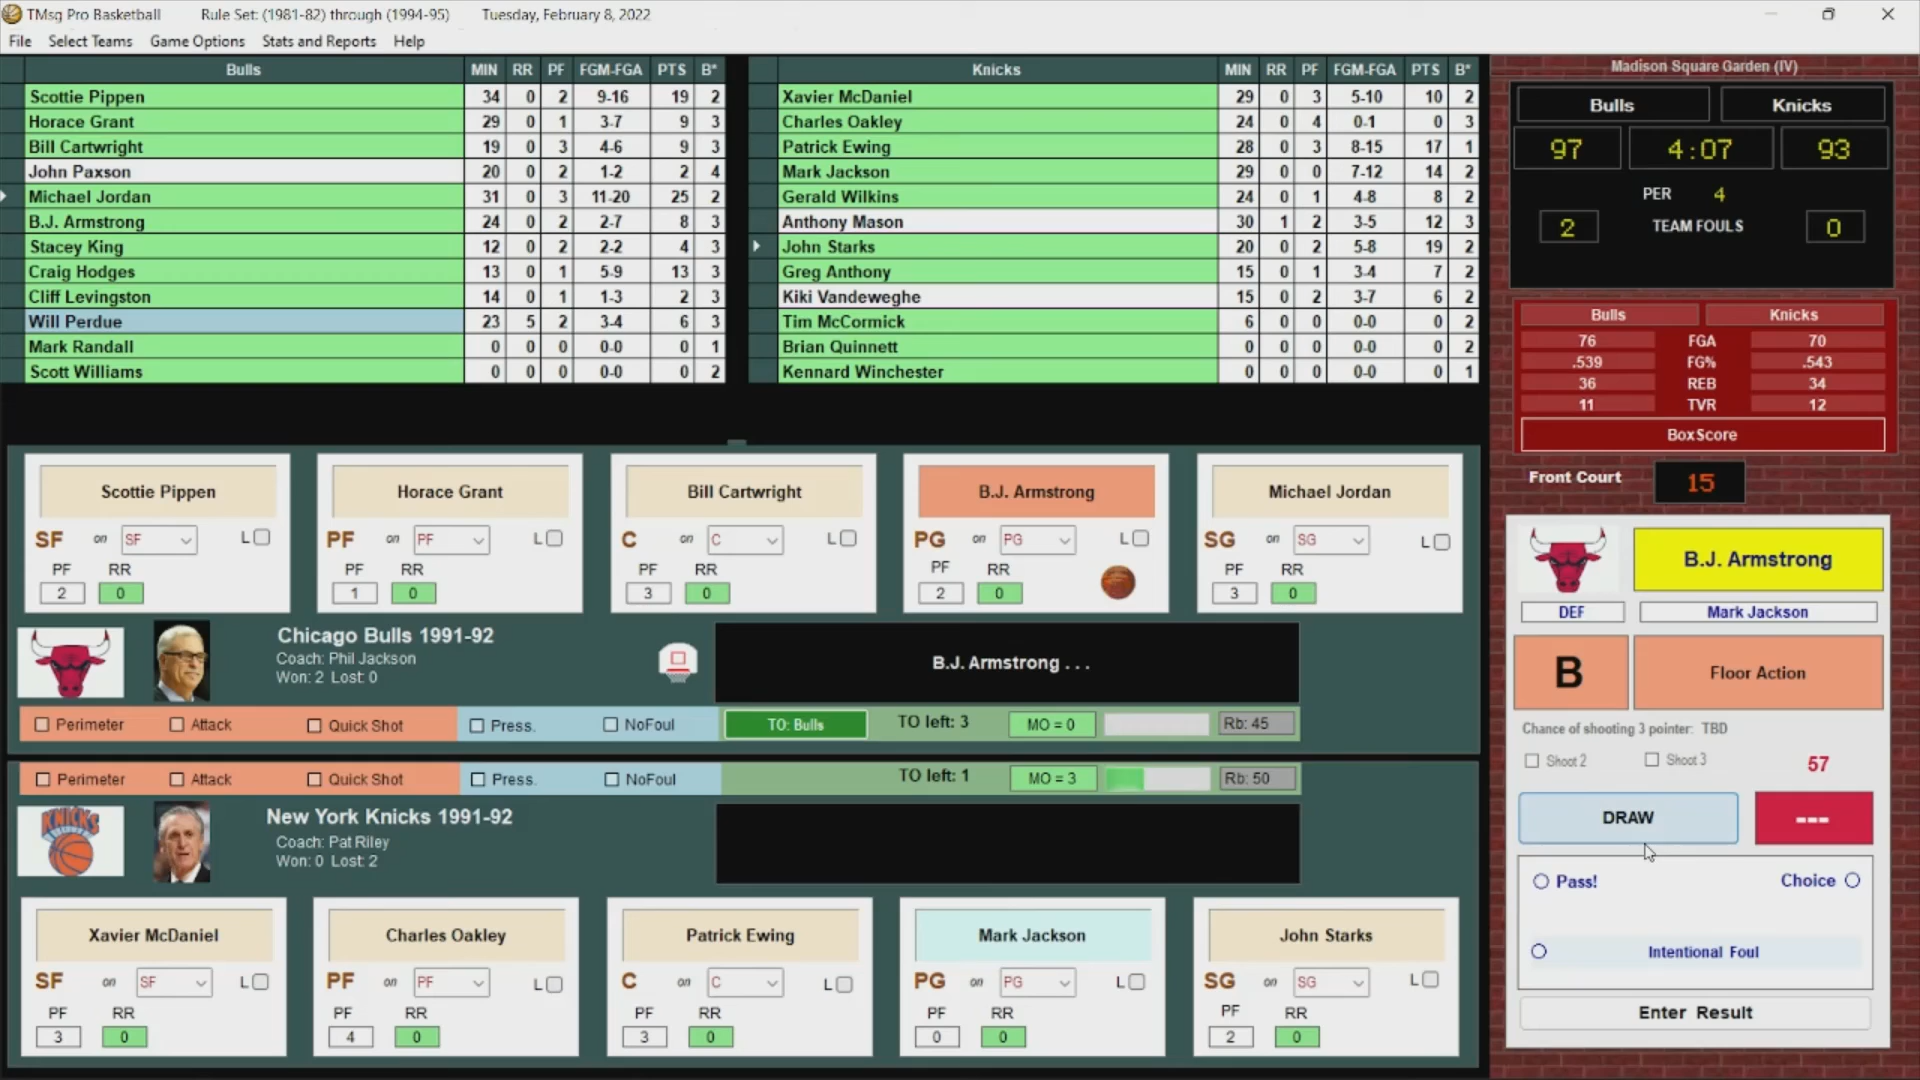 TMsg Pro Basketball Rule Set: (1981-82) through (1994-95) Tuesday, February 8, 2022
File Select Teams Game Options Stats and Reports Help
Bulls MIN RR PF FGM-FGA PTS B*
Scottie Pippen 34 0 2 9-16 19 2
Horace Grant 29 0 1 3-7 9 3
Bill Cartwright 19 0 3 4-6 9 3
John Paxson 20 0 2 1-2 2 4
Michael Jordan 31 0 3 11-20 25 2
B.J. Armstrong 24 0 2 2-7 8 3
Stacey King 12 0 2 2-2 4 3
Craig Hodges 13 0 1 5-9 13 3
Cliff Levingston 14 0 1 1-3 2 3
Will Perdue 23 5 2 3-4 6 3
Mark Randall 0 0 0 0-0 0 1
Scott Williams 0 0 0 0-0 0 2
Knicks MIN RR PF FGM-FGA PTS B*
Xavier McDaniel 29 0 3 5-10 10 2
Charles Oakley 24 0 4 0-1 0 3
Patrick Ewing 28 0 3 8-15 17 1
Mark Jackson 29 0 0 7-12 14 2
Gerald Wilkins 24 0 1 4-8 8 2
Anthony Mason 30 1 2 3-5 12 3
John Starks 20 0 2 5-8 19 2
Greg Anthony 15 0 1 3-4 7 2
Kiki Vandeweghe 15 0 2 3-7 6 2
Tim McCormick 6 0 0 0-0 0 2
Brian Quinnett 0 0 0 0-0 0 2
Kennard Winchester 0 0 0 0-0 0 1
Madison Square Garden (IV)
Bulls Knicks
97 4:07 93
PER 4
2 TEAM FOULS 0
Bulls Knicks
76 FGA 70
.539 FG% .543
36 REB 34
11 TVR 12
BoxScore
Front Court 15
Scottie Pippen
SF on SF L
PF RR
2 0
Horace Grant
PF on PF L
PF RR
1 0
Bill Cartwright
C on C L
PF RR
3 0
B.J. Armstrong
PG on PG L
PF RR
2 0
Michael Jordan
SG on SG L
PF RR
3 0
Chicago Bulls 1991-92
Coach: Phil Jackson
Won: 2 Lost: 0
B.J. Armstrong . . .
Perimeter Attack Quick Shot Press. NoFoul TO: Bulls TO left: 3 MO = 0 Rb: 45
Perimeter Attack Quick Shot Press. NoFoul TO left: 1 MO = 3 Rb: 50
KNICKS
New York Knicks 1991-92
Coach: Pat Riley
Won: 0 Lost: 2
Xavier McDaniel
SF on SF L
PF RR
3 0
Charles Oakley
PF on PF L
PF RR
4 0
Patrick Ewing
C on C L
PF RR
3 0
Mark Jackson
PG on PG L
PF RR
0 0
John Starks
SG on SG L
PF RR
2 0
B.J. Armstrong
DEF Mark Jackson
B Floor Action
Chance of shooting 3 pointer: TBD
Shoot 2 Shoot 3 57
DRAW ---
Pass! Choice
Intentional Foul
Enter Result